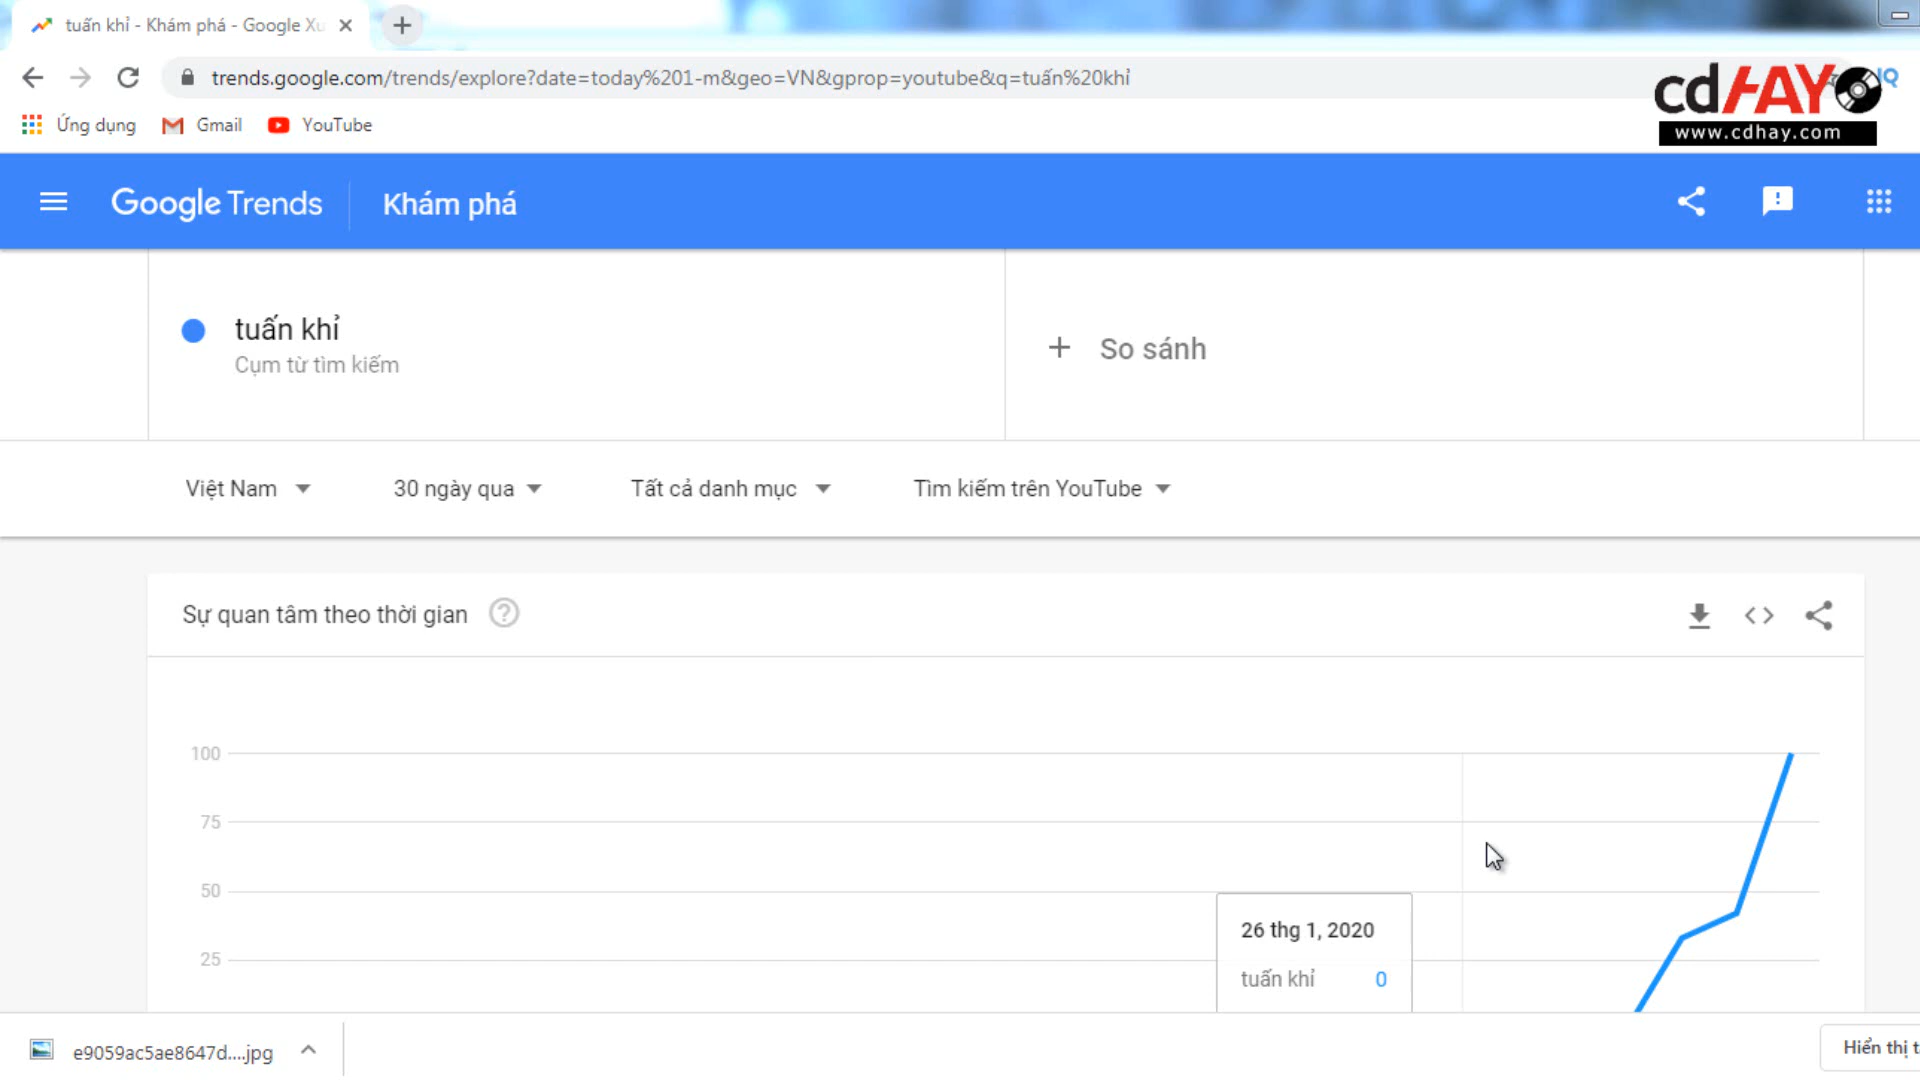 tuấn khỉ - Khám phá - Google Xu
trends.google.com/trends/explore?date=today%201-m&geo=VN&gprop=youtube&q=tuấn%20khỉ
cdHAY
IQ
www.cdhay.com
Ứng dụng Gmail YouTube
Google Trends Khám phá
tuấn khỉ
Cụm từ tìm kiếm
+ So sánh
Việt Nam 30 ngày qua Tất cả danh mục Tìm kiếm trên YouTube
Sự quan tâm theo thời gian
100
75
50
25
26 thg 1, 2020
tuấn khỉ 0
e9059ac5ae8647d....jpg
Hiển thị t